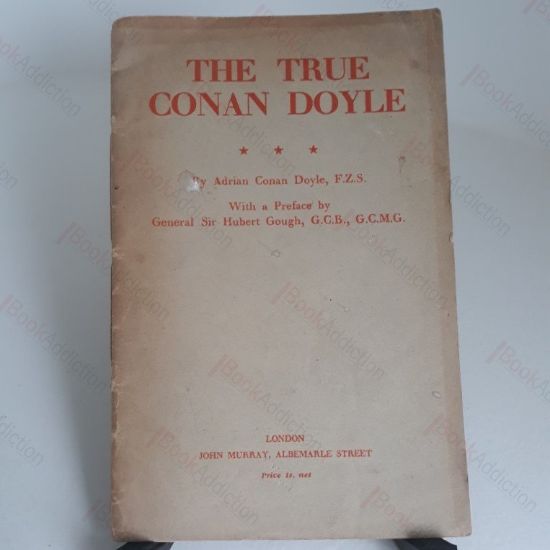 THE TRUE
CONAN DOYLE
★ ★ ★
By Adrian Conan Doyle, F.Z.S.
With a Preface by
General Sir Hubert Gough, G.C.B., G.C.M.G.
LONDON
JOHN MURRAY, ALBEMARLE STREET
Price 1s. net
BookAddiction